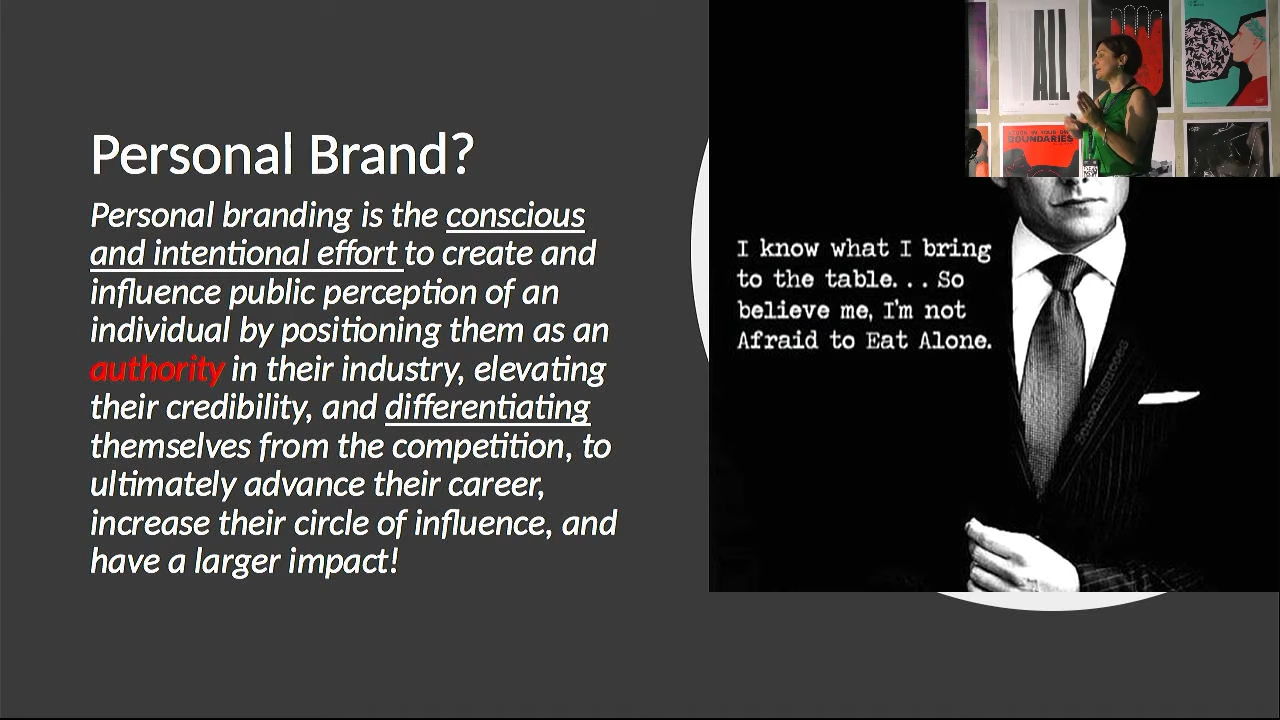 Personal Brand?
Personal branding is the conscious
and intentional effort to create and
influence public perception of an
individual by positioning them as an
authority in their industry, elevating
their credibility, and differentiating
themselves from the competition, to
ultimately advance their career,
increase their circle of influence, and
have a larger impact!
I know what I bring
to the table. . . So
believe me, I'm not
Afraid to Eat Alone.
ALL
BOUNDARIES